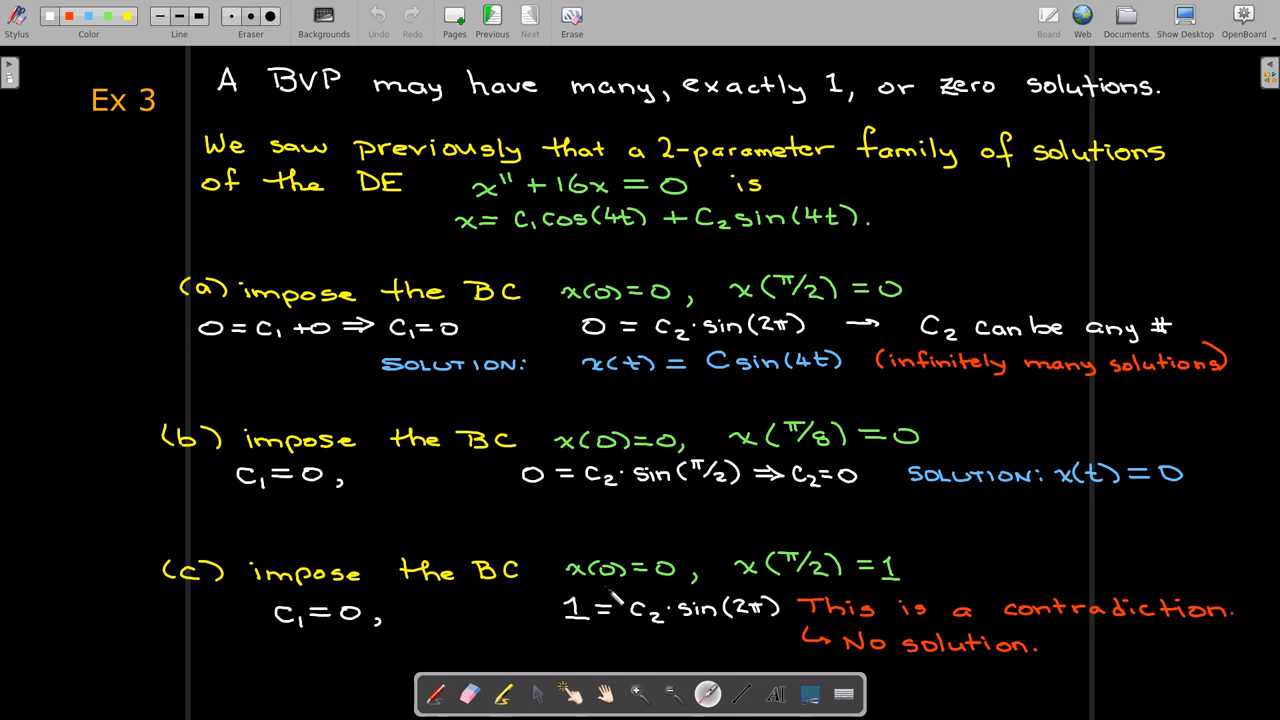 Stylus Color Line Eraser Backgrounds Undo Redo Pages Previous Next Erase Board Web Documents Show Desktop OpenBoard
Ex 3 A BVP may have many, exactly 1, or zero solutions.
We saw previously that a 2-parameter family of solutions
of the DE x'' + 16x = 0 is
x = c₁cos(4t) + C₂ sin(4t).
(a) impose the BC x(0)=0, x(π/2) = 0
0 = C₁ + 0 ⇒ C₁ = 0 0 = C₂·sin(2π) → C₂ can be any #
SOLUTION: x(t) = C sin(4t) (infinitely many solutions)
(b) impose the BC x(0)=0, x(π/8) = 0
C₁ = 0, 0 = C₂·sin(π/2) ⇒ C₂=0 SOLUTION: x(t) = 0
(c) impose the BC x(0)=0, x(π/2) = 1
C₁ = 0, 1 = C₂·sin(2π) This is a contradiction.
↳ No solution.